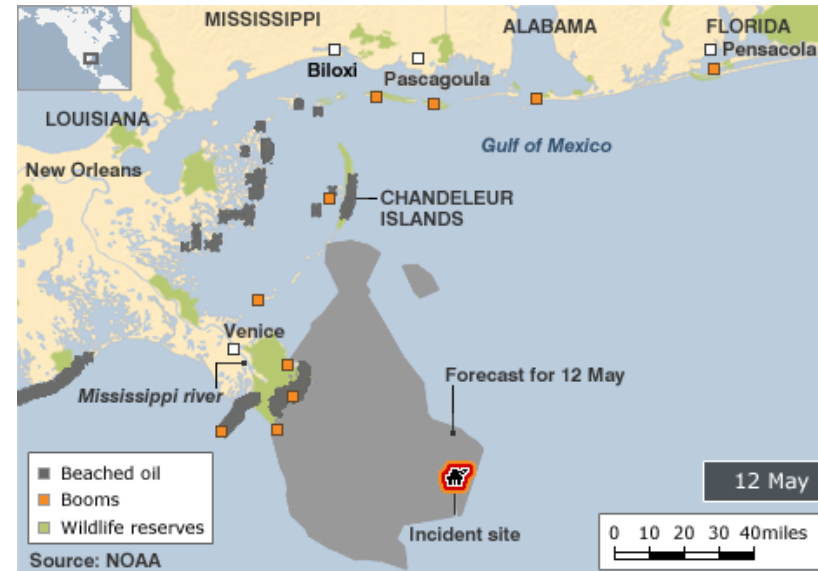 MISSISSIPPI
ALABAMA
FLORIDA
Biloxi
Pascagoula
Pensacola
LOUISIANA
Gulf of Mexico
New Orleans
CHANDELEUR
ISLANDS
Venice
Mississippi river
Forecast for 12 May
Beached oil
Booms
Wildlife reserves
Incident site
12 May
0 10 20 30 40miles
Source: NOAA